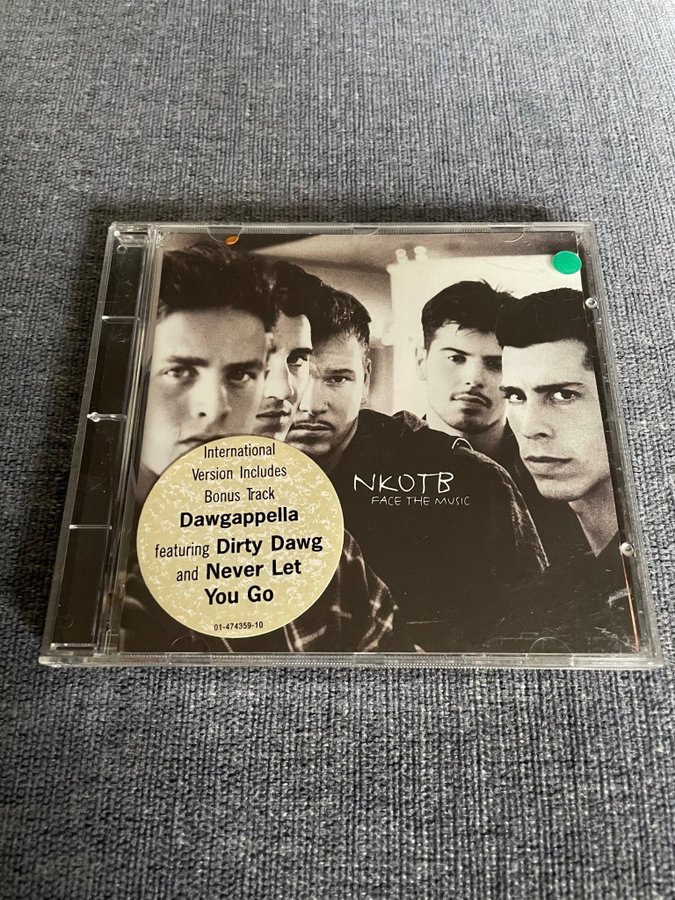 International
Version Includes
Bonus Track
Dawgappella
featuring Dirty Dawg
and Never Let
You Go
01-474359-10
NKOTB
FACE THE MUSIC